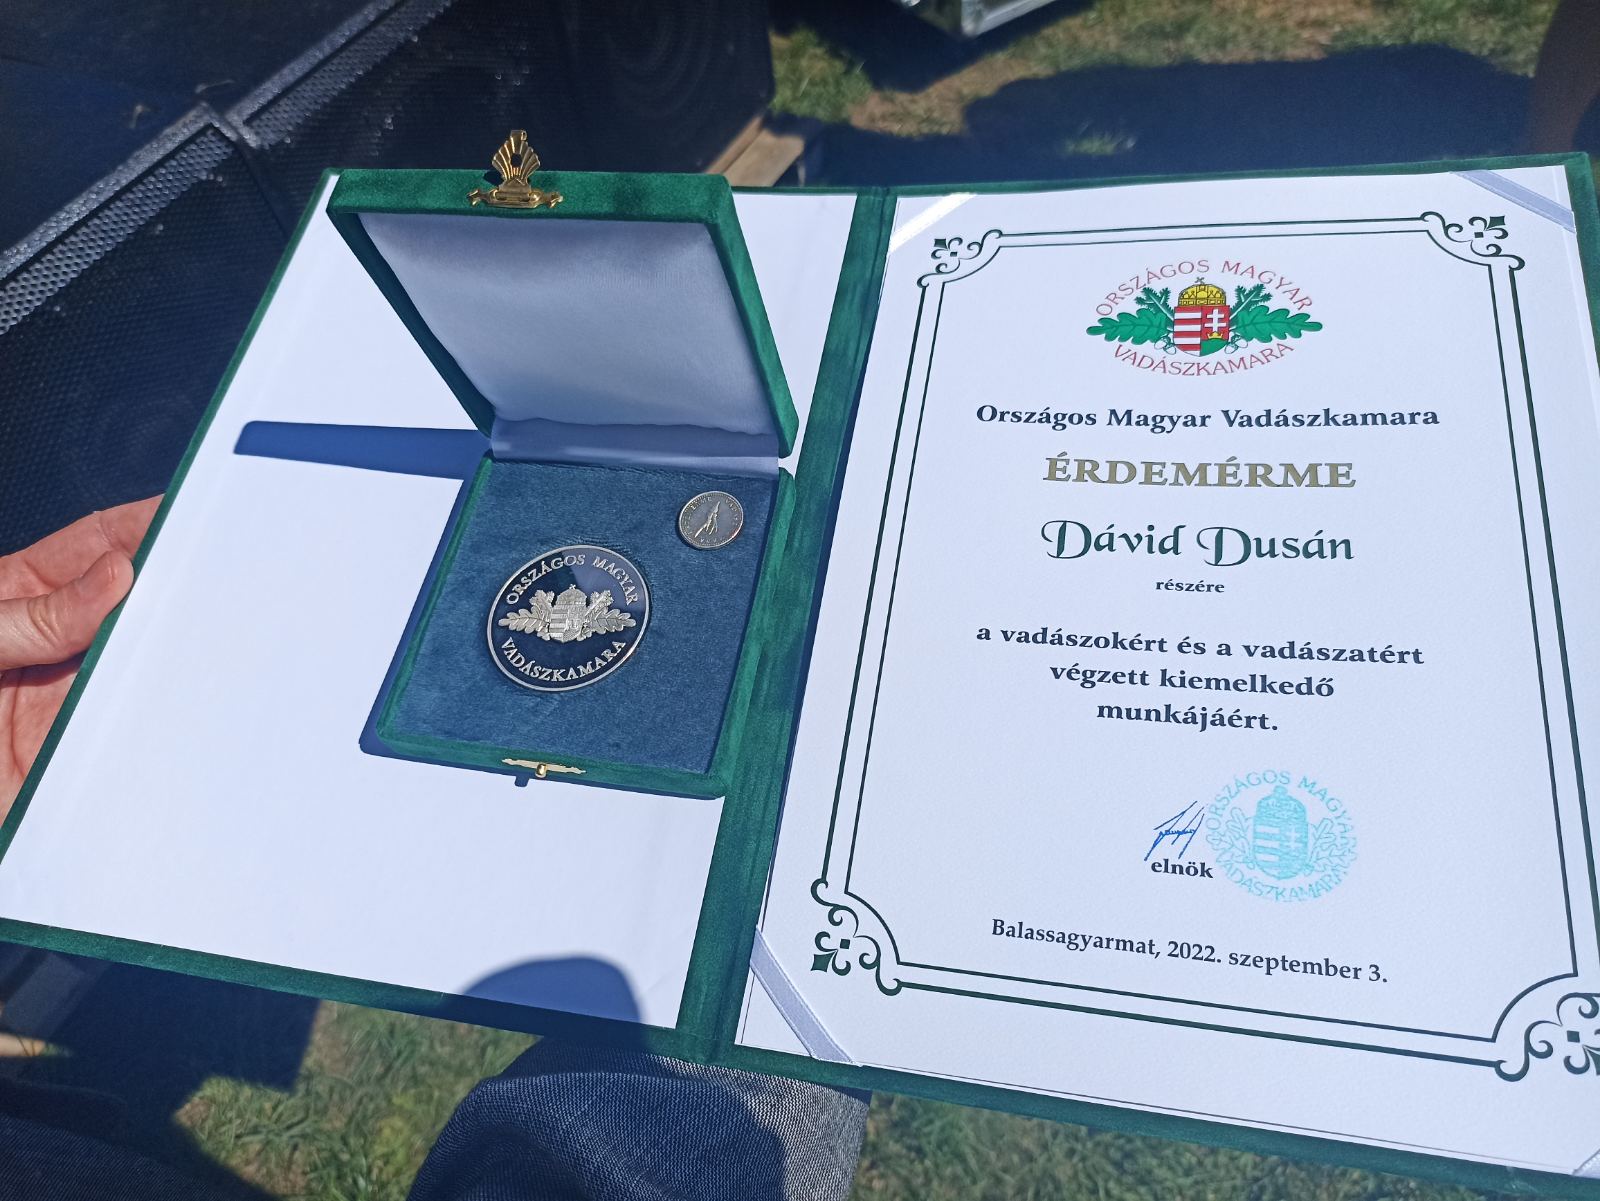 ORSZÁGOS MAGYAR
VADÁSZKAMARA
ORSZÁGOS MAGYAR
VADÁSZKAMARA
Országos Magyar Vadászkamara
ÉRDEMÉRME
Dávid Dusán
részére
a vadászokért és a vadászatért
végzett kiemelkedő
munkájáért.
elnök
ORSZÁGOS MAGYAR
VADÁSZKAMARA
Balassagyarmat, 2022. szeptember 3.